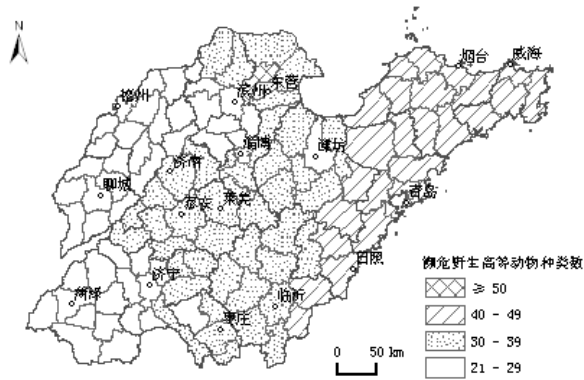 N
烟台
威海
东营
滨州
德州
淄博
潍坊
济南
聊城
青岛
泰安
莱芜
日照
濒危野生高等动物种类数
济宁
≥ 50
菏泽
临沂
40 - 49
枣庄
30 - 39
0 50 km
21 - 29